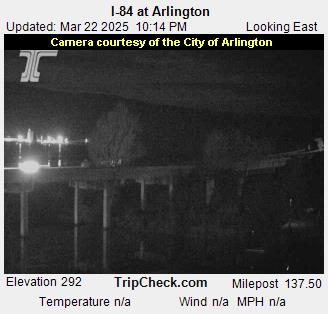 I-84 at Arlington
Updated: Mar 22 2025 10:14 PM Looking East
Camera courtesy of the City of Arlington
Elevation 292 TripCheck.com Milepost 137.50
Temperature n/a Wind n/a MPH n/a